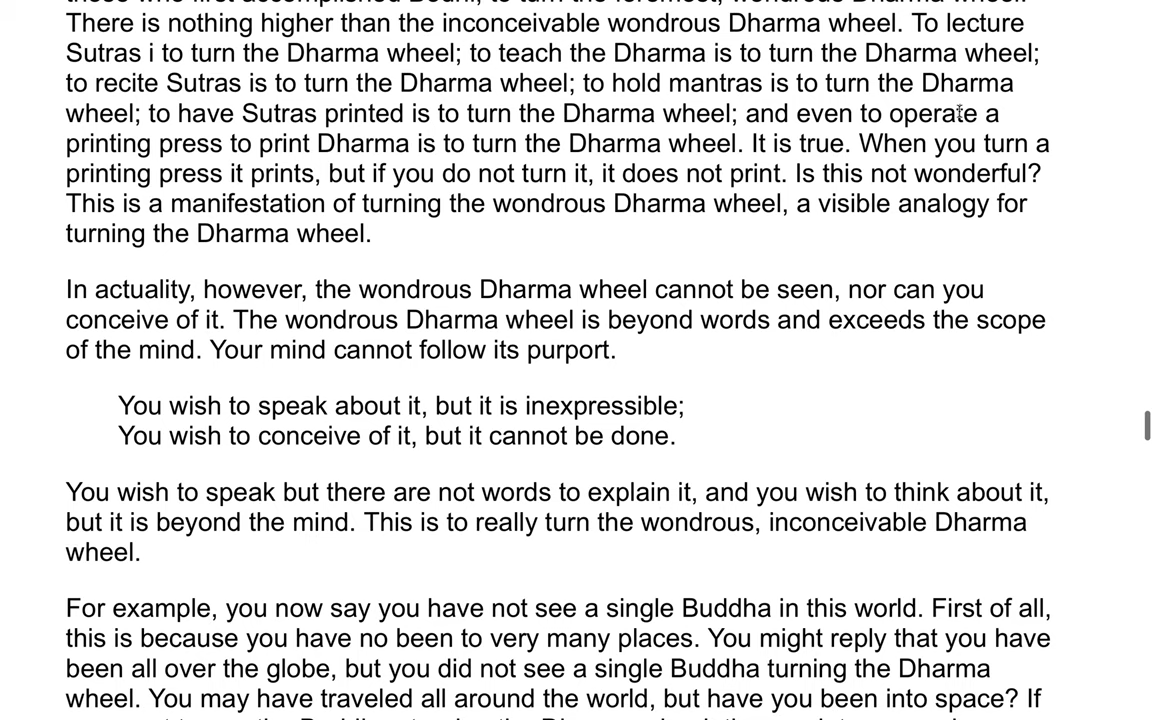 those who first accomplished Bodhi, to turn the foremost, wondrous Dharma wheel.
There is nothing higher than the inconceivable wondrous Dharma wheel. To lecture
Sutras i to turn the Dharma wheel; to teach the Dharma is to turn the Dharma wheel;
to recite Sutras is to turn the Dharma wheel; to hold mantras is to turn the Dharma
wheel; to have Sutras printed is to turn the Dharma wheel; and even to operate a
printing press to print Dharma is to turn the Dharma wheel. It is true. When you turn a
printing press it prints, but if you do not turn it, it does not print. Is this not wonderful?
This is a manifestation of turning the wondrous Dharma wheel, a visible analogy for
turning the Dharma wheel.
In actuality, however, the wondrous Dharma wheel cannot be seen, nor can you
conceive of it. The wondrous Dharma wheel is beyond words and exceeds the scope
of the mind. Your mind cannot follow its purport.
You wish to speak about it, but it is inexpressible;
You wish to conceive of it, but it cannot be done.
You wish to speak but there are not words to explain it, and you wish to think about it,
but it is beyond the mind. This is to really turn the wondrous, inconceivable Dharma
wheel.
For example, you now say you have not see a single Buddha in this world. First of all,
this is because you have no been to very many places. You might reply that you have
been all over the globe, but you did not see a single Buddha turning the Dharma
wheel. You may have traveled all around the world, but have you been into space? If